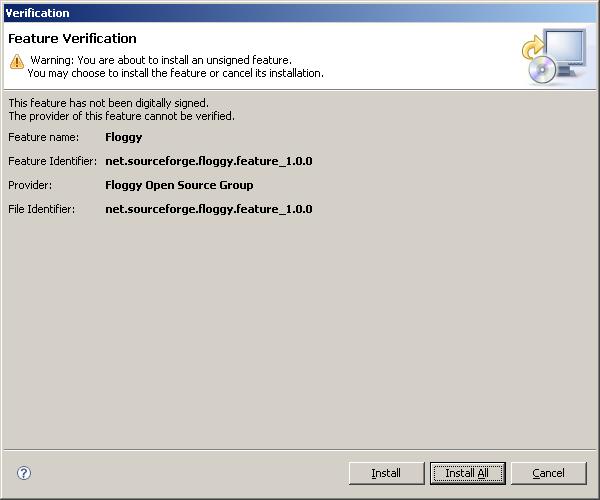 Verification
Feature Verification
Warning: You are about to install an unsigned feature.
You may choose to install the feature or cancel its installation.
This feature has not been digitally signed.
The provider of this feature cannot be verified.
Feature name: Floggy
Feature Identifier: net.sourceforge.floggy.feature_1.0.0
Provider: Floggy Open Source Group
File Identifier: net.sourceforge.floggy.feature_1.0.0
? Install Install All Cancel